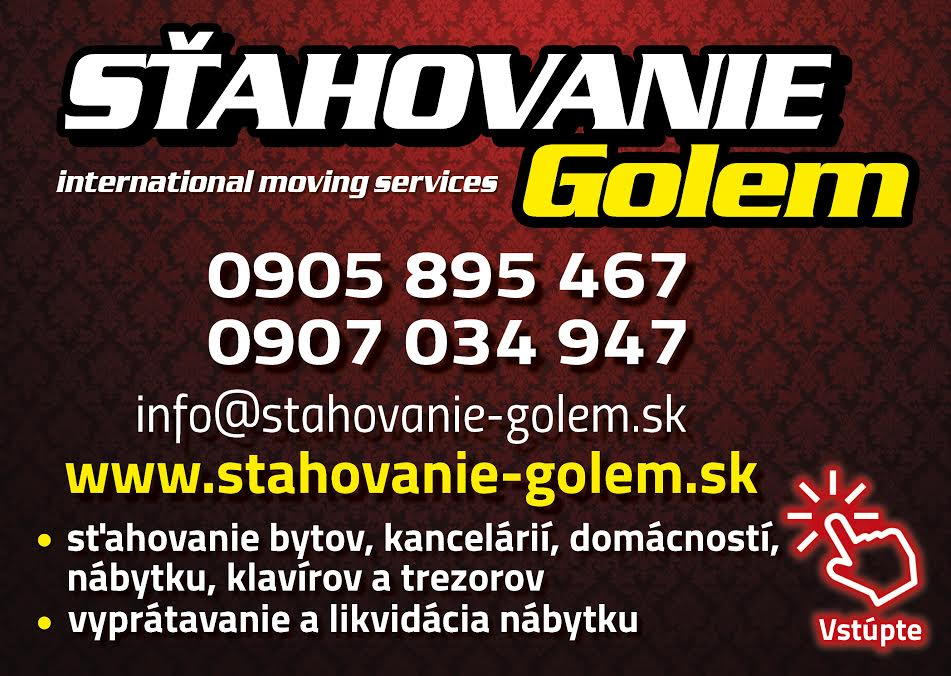 SŤAHOVANIE
Golem
international moving services
0905 895 467
0907 034 947
info@stahovanie-golem.sk
www.stahovanie-golem.sk
• sťahovanie bytov, kancelárií, domácností,
nábytku, klavírov a trezorov
• vyprátavanie a likvidácia nábytku
Vstúpte